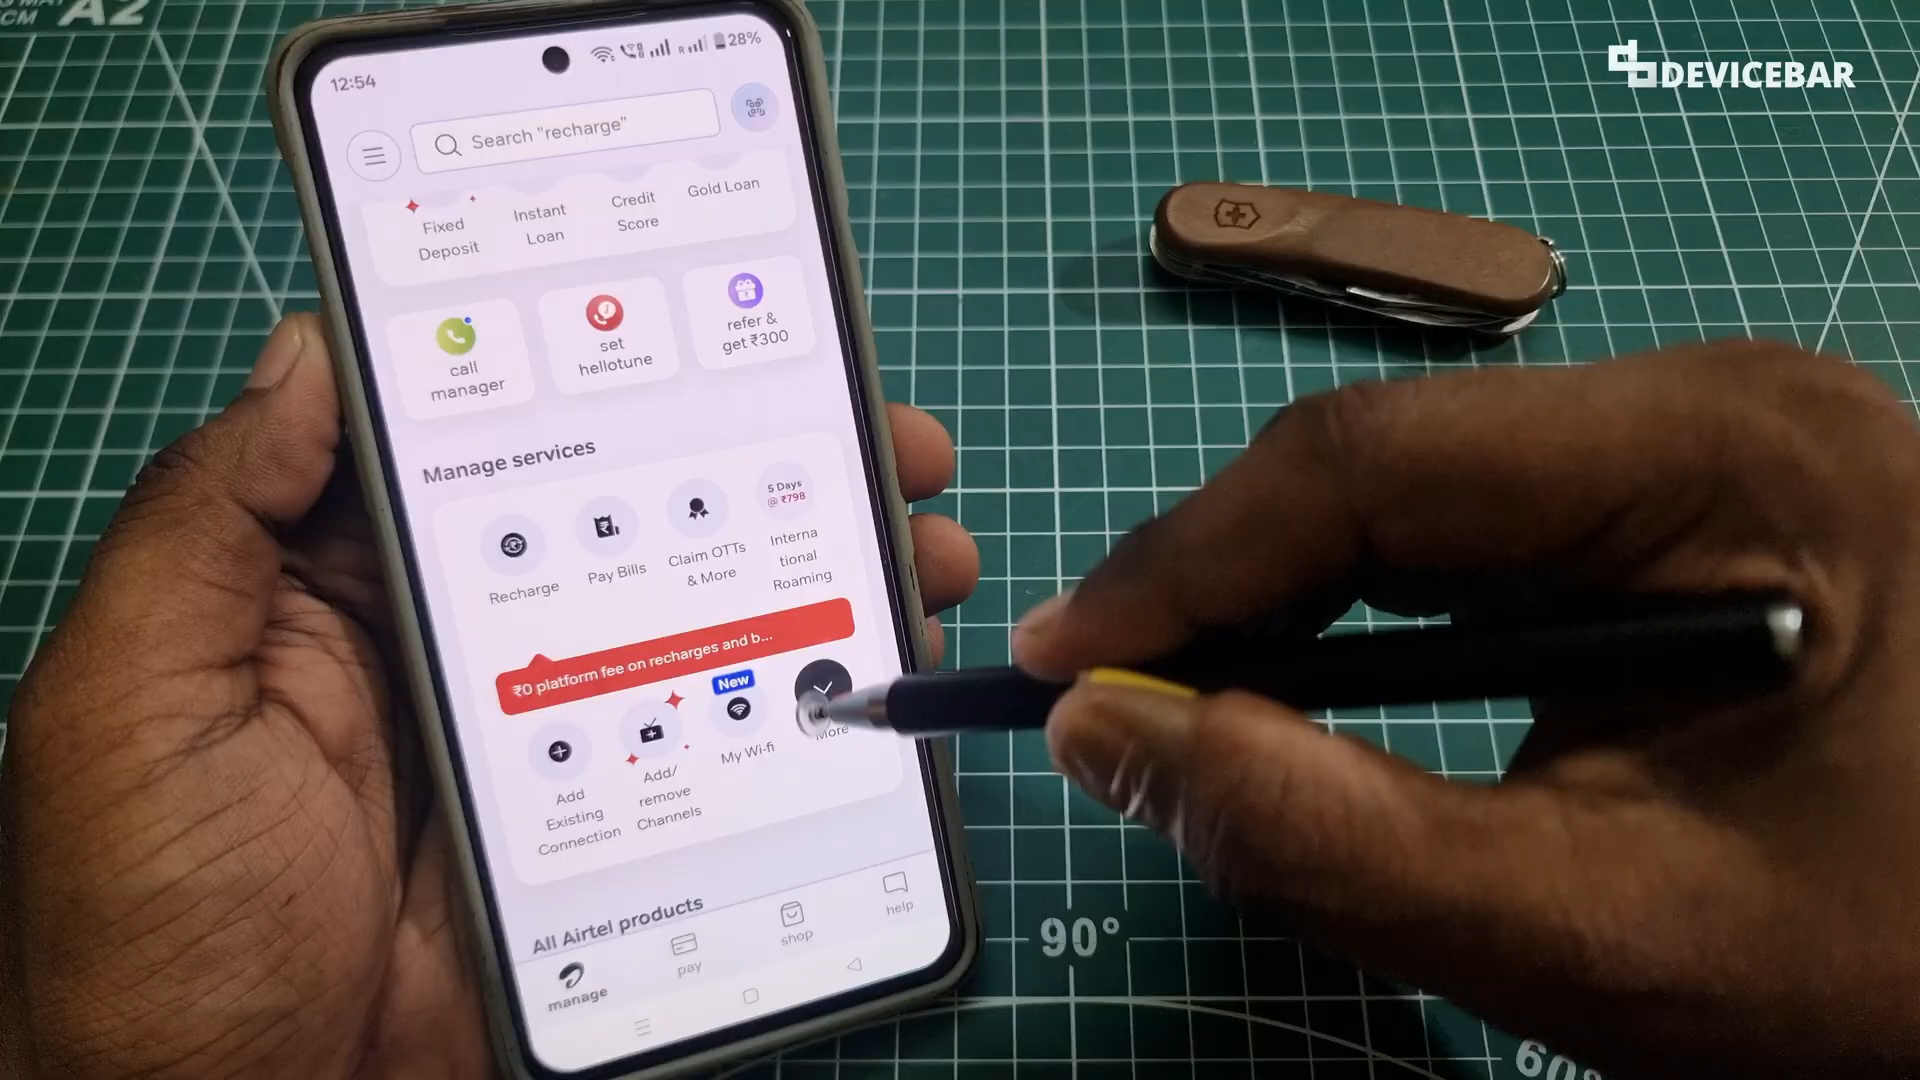 A2
CM
DEVICEBAR
12:54
28%
Search "recharge"
Fixed
Deposit
Instant
Loan
Credit
Score
Gold Loan
call
manager
set
hellotune
refer &
get ₹300
Manage services
Recharge
Pay Bills
Claim OTTs
& More
5 Days
@ ₹798
Interna
tional
Roaming
₹0 platform fee on recharges and b...
New
Add
Existing
Connection
Add/
remove
Channels
My Wi-fi
More
All Airtel products
manage
pay
shop
help
90°
60°